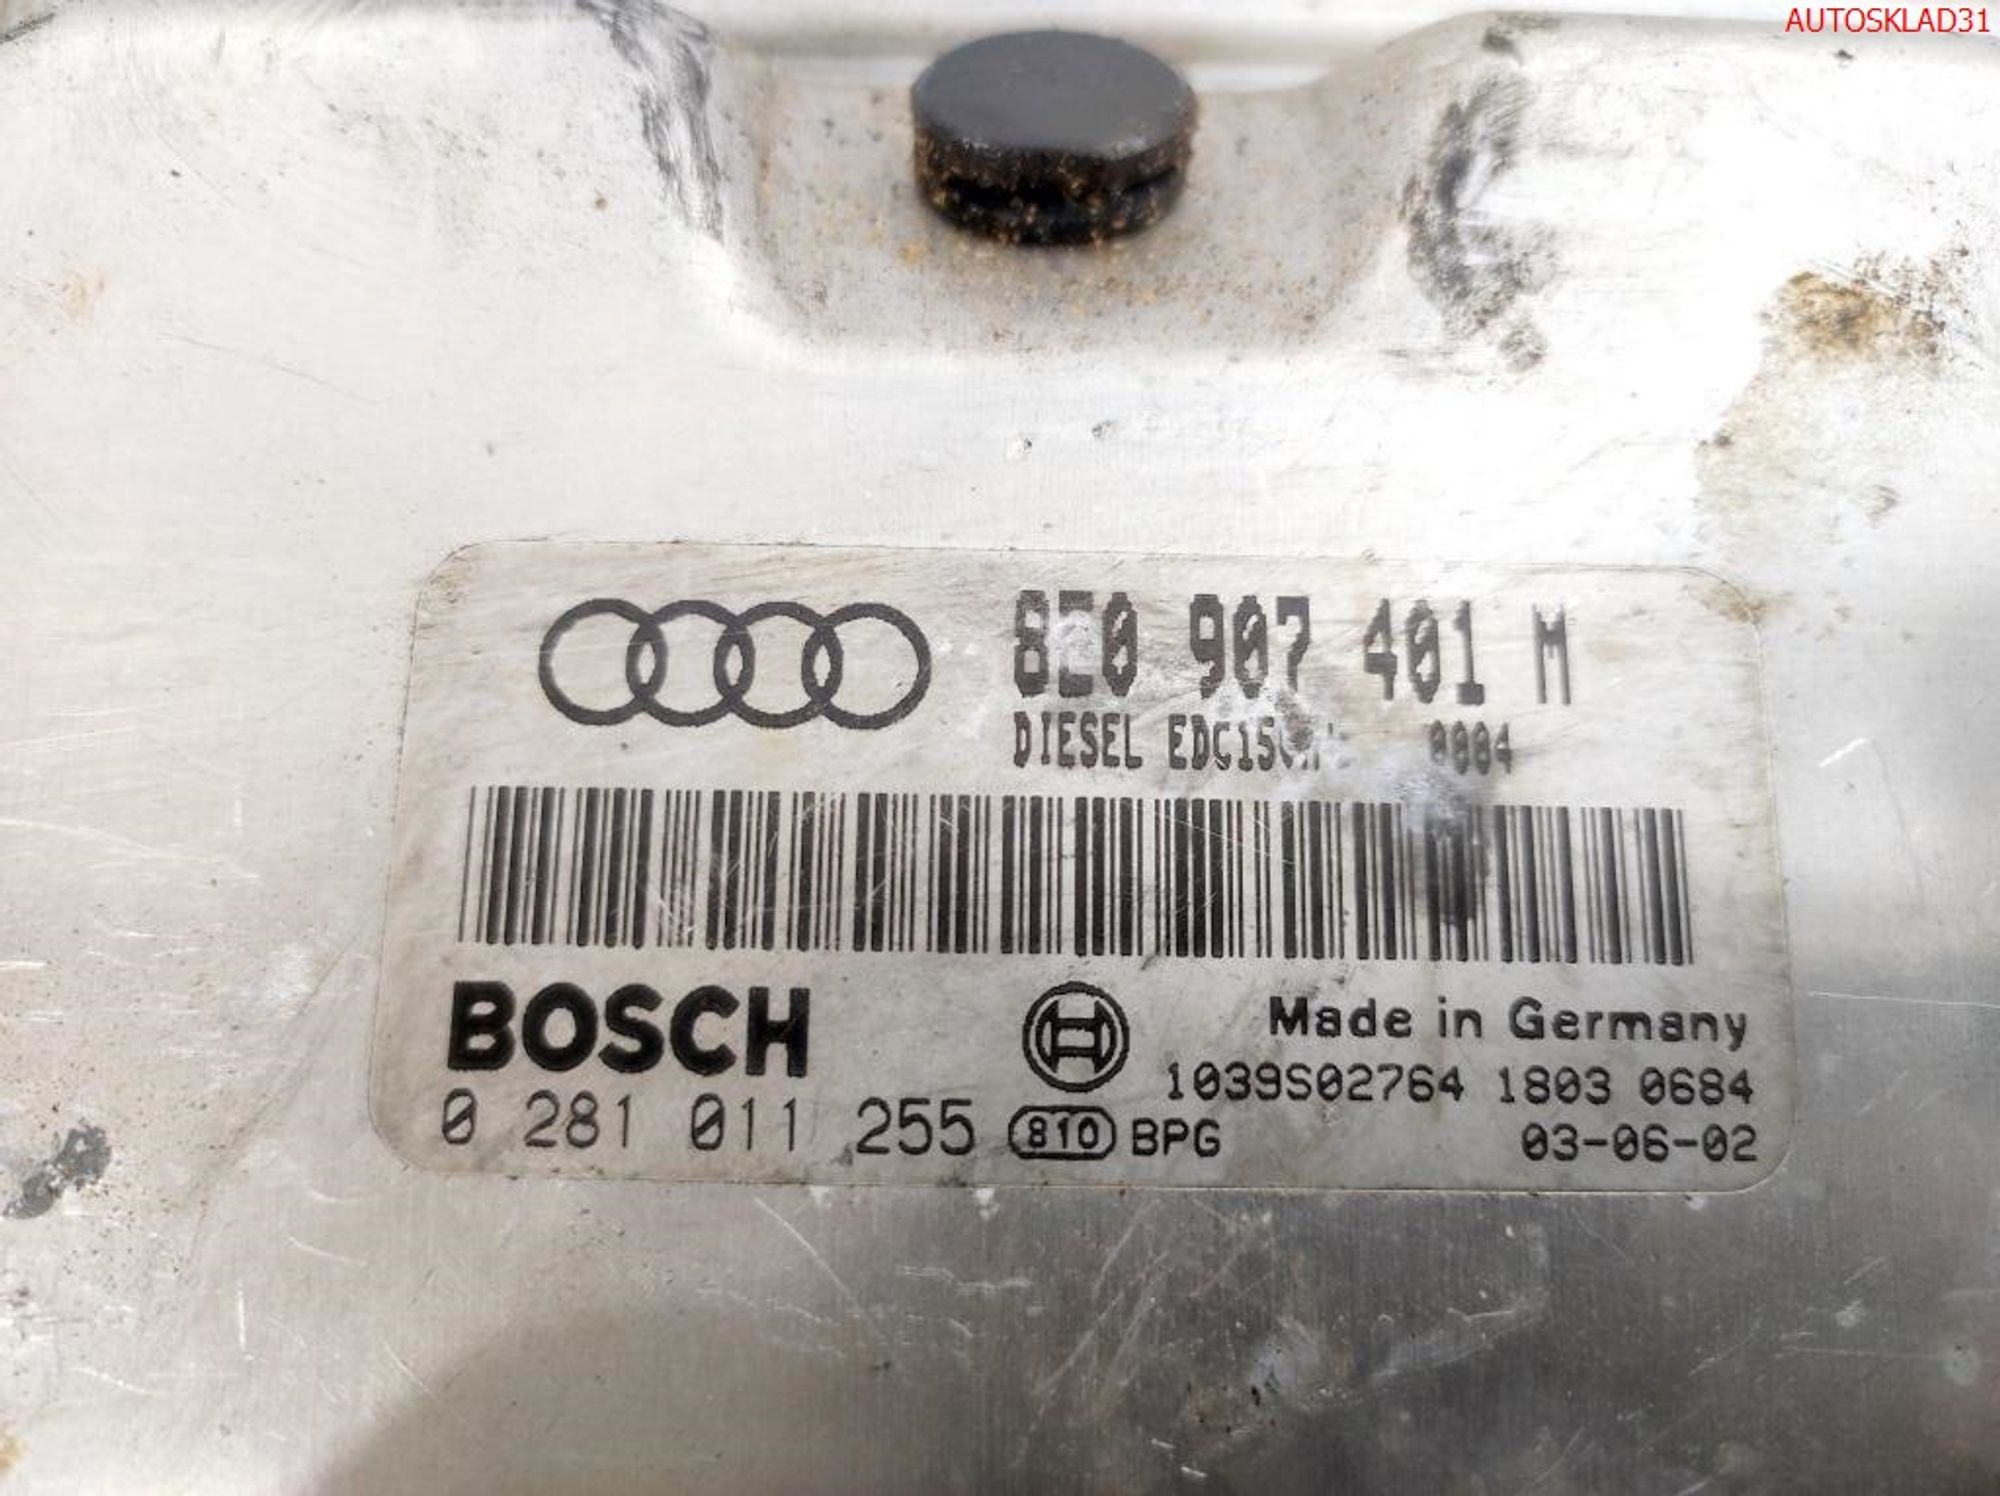 AUTOSKLAD31
8E0 907 401 M
DIESEL 0004
BOSCH
Made in Germany
1039S02764 1803 0684
0 281 011 255 810 BPG 03-06-02